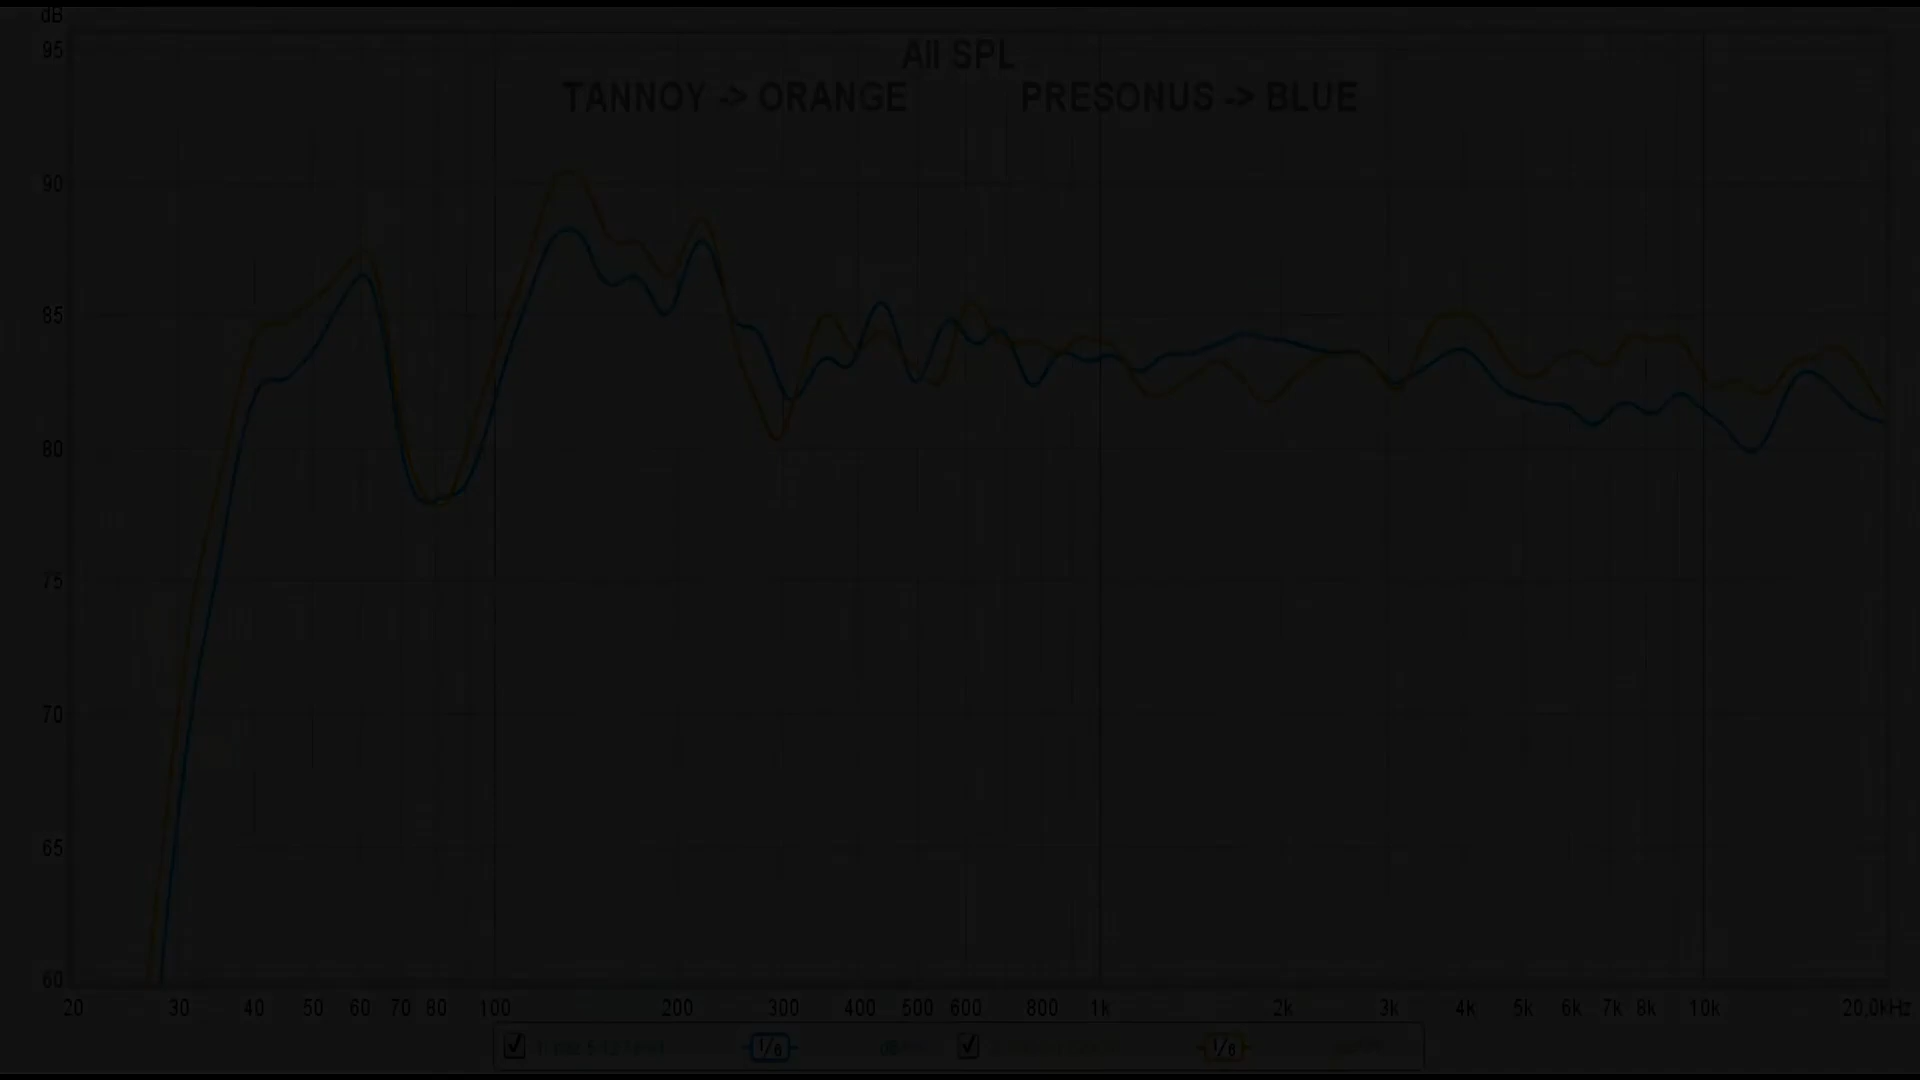 dB
95
All SPL
TANNOY -> ORANGE PRESONUS -> BLUE
90
85
80
75
70
65
60
20 30 40 50 60 70 80 100 200 300 400 500 600 800 1k 2k 3k 4k 5k 6k 7k 8k 10k 20,0kHz
1/6 dB 1/6